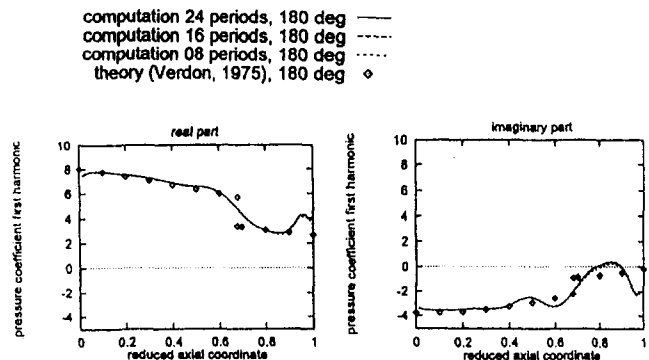 computation 24 periods, 180 deg
computation 16 periods, 180 deg
computation 08 periods, 180 deg
theory (Verdon, 1975), 180 deg
real part
pressure coefficient first harmonic
10
8
6
4
2
0
-2
-4
0 0.2 0.4 0.6 0.8 1
reduced axial coordinate
imaginary part
pressure coefficient first harmonic
10
8
6
4
2
0
-2
-4
0 0.2 0.4 0.6 0.8 1
reduced axial coordinate